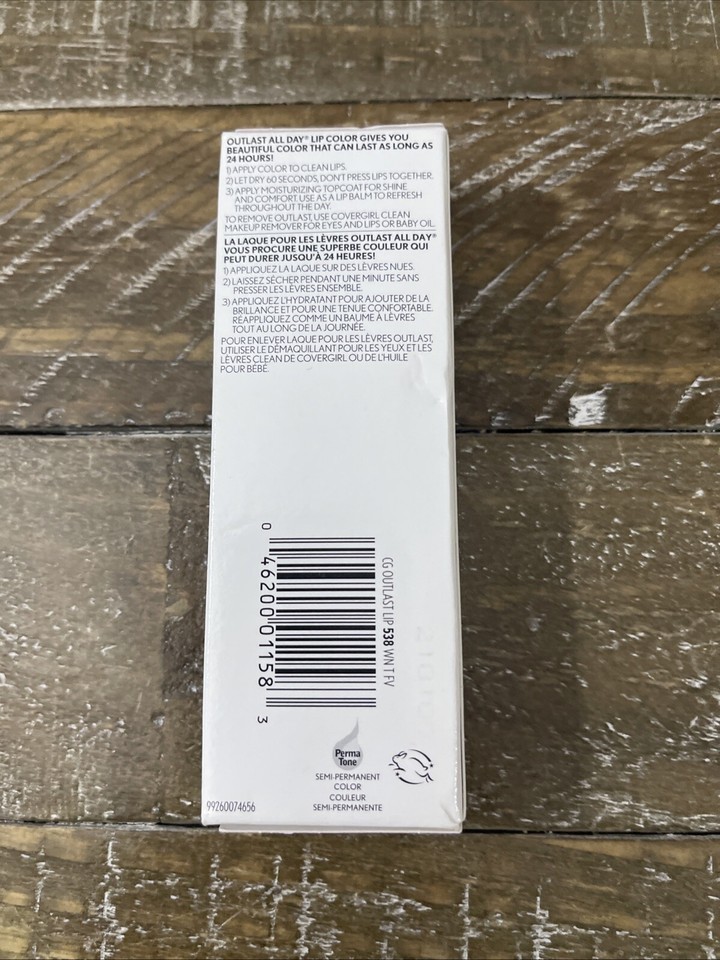 OUTLAST ALL DAY® LIP COLOR GIVES YOU
BEAUTIFUL COLOR THAT CAN LAST AS LONG AS
24 HOURS!
1) APPLY COLOR TO CLEAN LIPS.
2) LET DRY 60 SECONDS, DON'T PRESS LIPS TOGETHER.
3) APPLY MOISTURIZING TOPCOAT FOR SHINE
AND COMFORT. USE AS A LIP BALM TO REFRESH
THROUGHOUT THE DAY.
TO REMOVE OUTLAST, USE COVERGIRL CLEAN
MAKEUP REMOVER FOR EYES AND LIPS OR BABY OIL.
LA LAQUE POUR LES LÈVRES OUTLAST ALL DAY®
VOUS PROCURE UNE SUPERBE COULEUR QUI
PEUT DURER JUSQU'À 24 HEURES!
1) APPLIQUEZ LA LAQUE SUR DES LÈVRES NUES.
2) LAISSEZ SÉCHER PENDANT UNE MINUTE SANS
PRESSER LES LÈVRES ENSEMBLE.
3) APPLIQUEZ L'HYDRATANT POUR AJOUTER DE LA
BRILLANCE ET POUR UNE TENUE CONFORTABLE.
RÉAPPLIQUEZ COMME UN BAUME À LÈVRES
TOUT AU LONG DE LA JOURNÉE.
POUR ENLEVER LAQUE POUR LES LÈVRES OUTLAST,
UTILISER LE DÉMAQUILLANT POUR LES YEUX ET LES
LÈVRES CLEAN DE COVERGIRL OU DE L'HUILE
POUR BÉBÉ.
CG OUTLAST LIP 538 WN T FV
0 46200 01158 3
Perma
Tone
SEMI-PERMANENT
COLOR
COULEUR
SEMI-PERMANENTE
99260074656